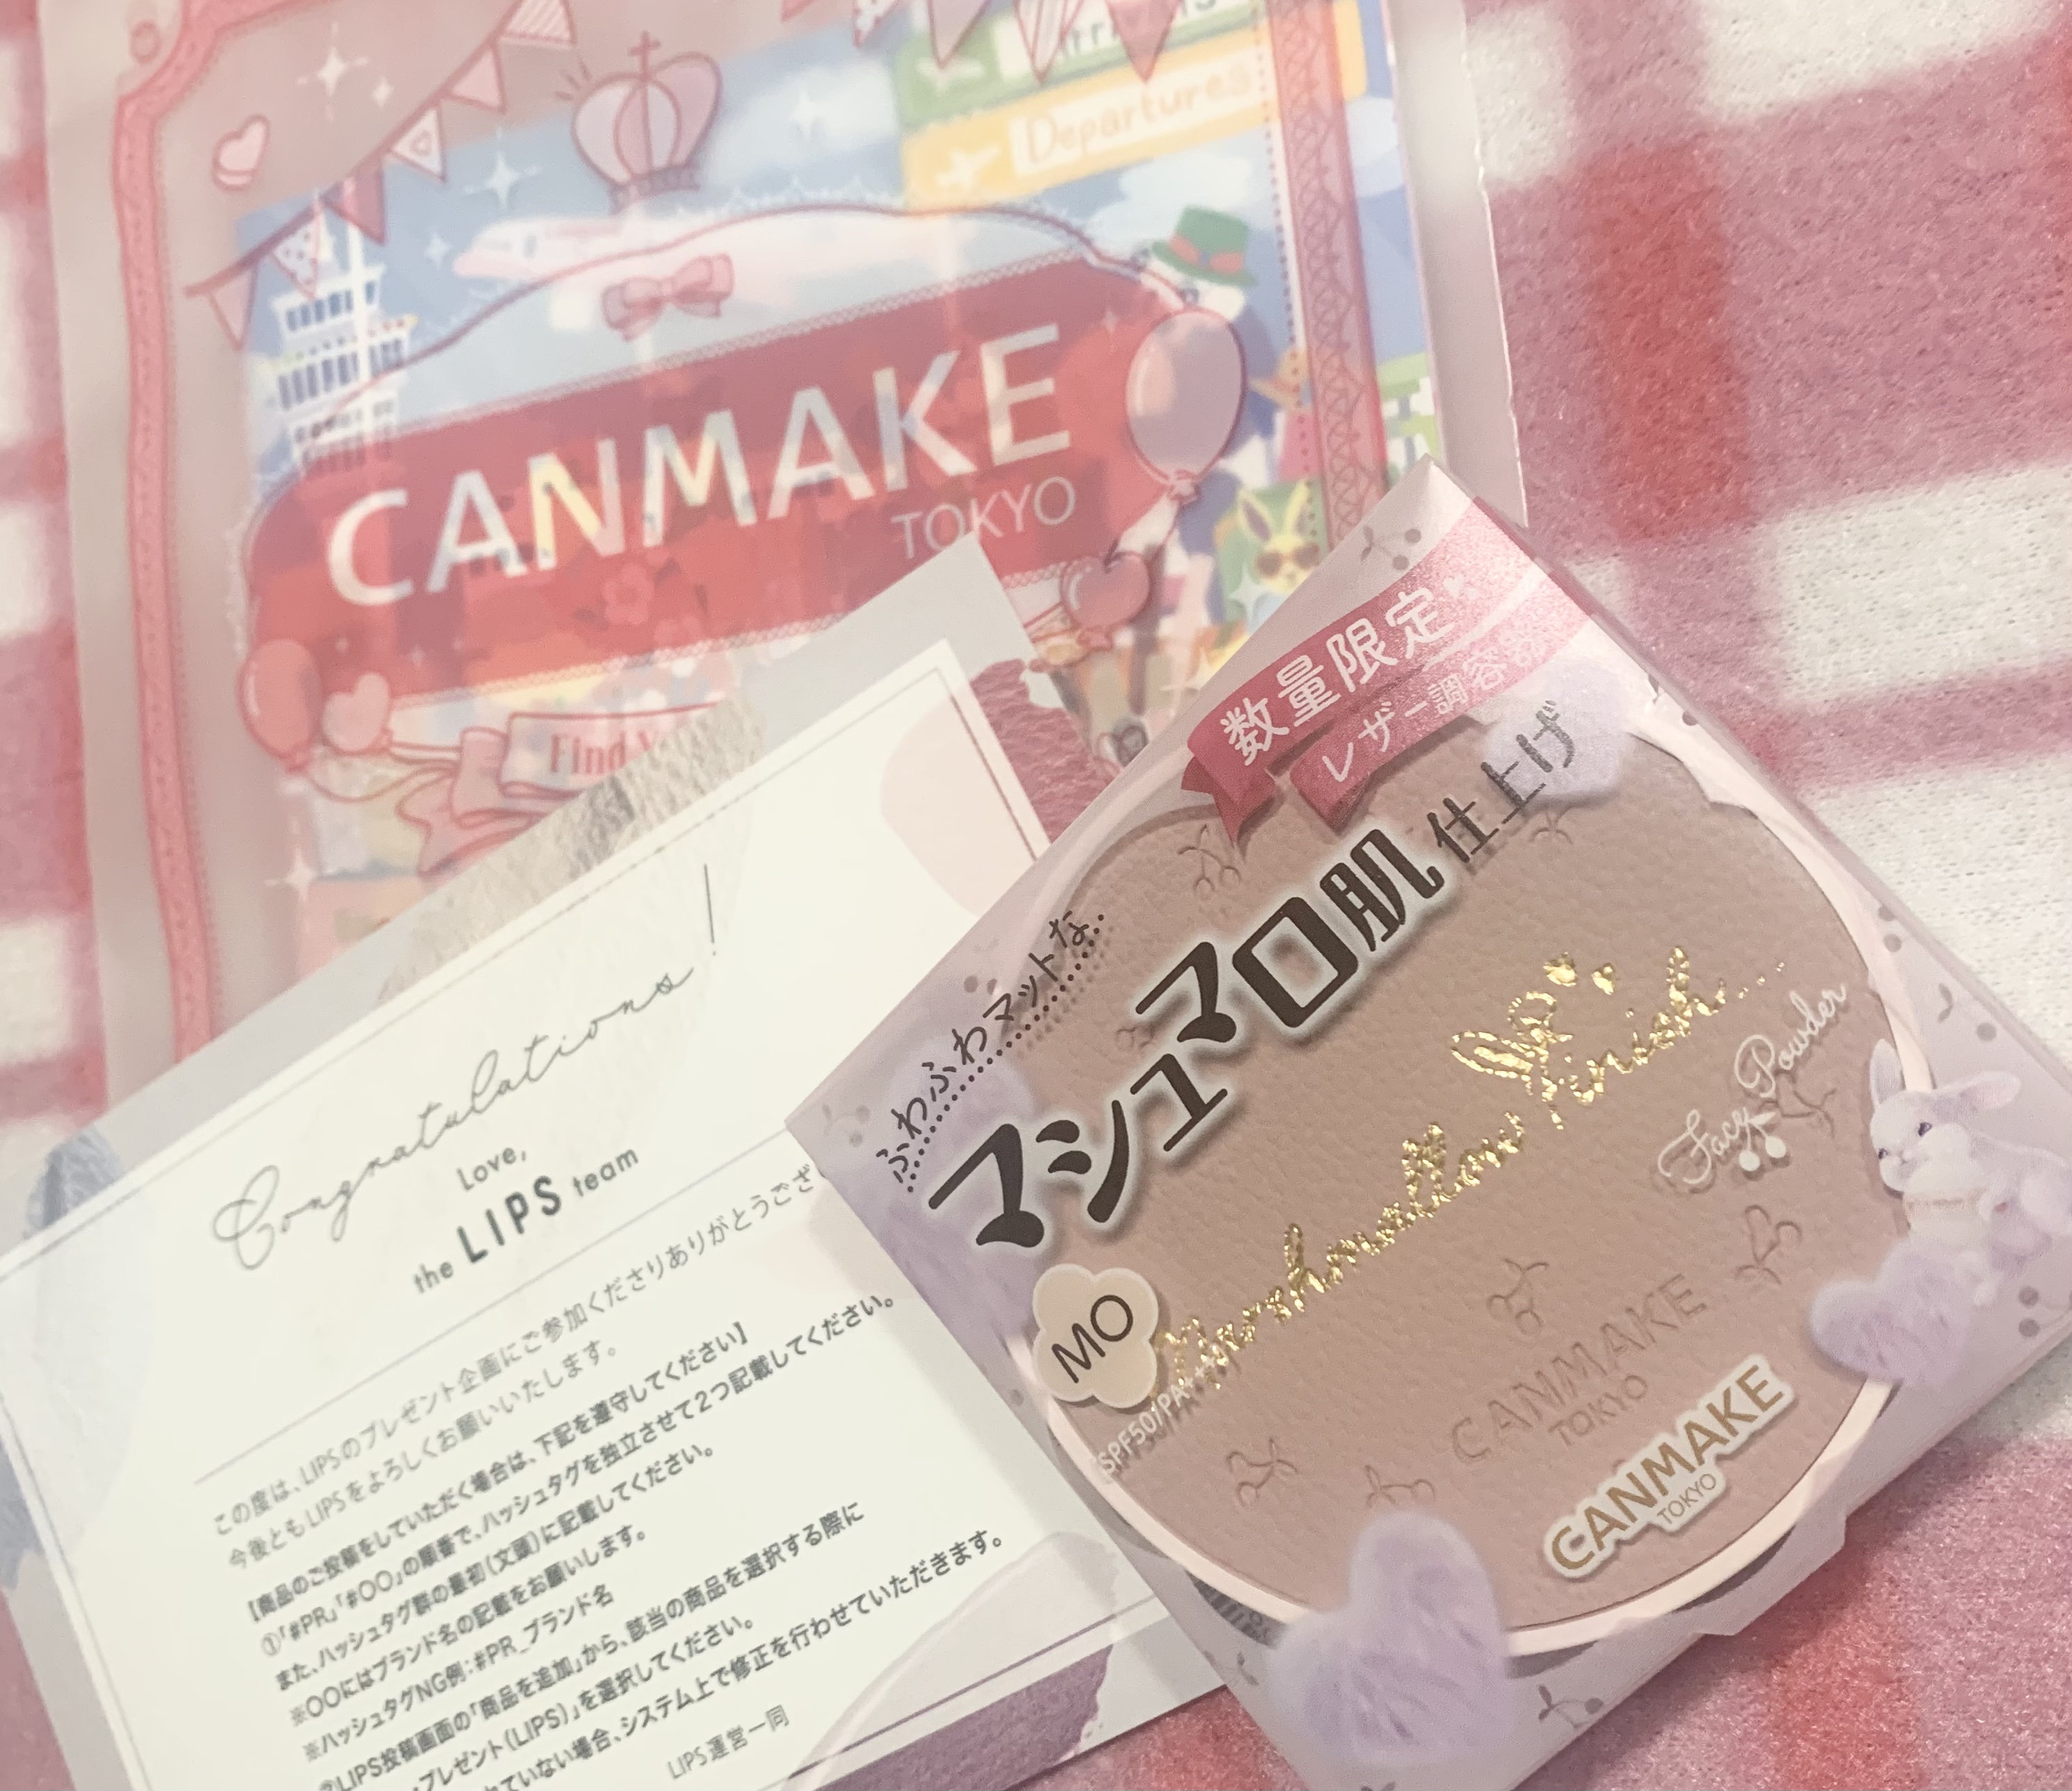 Departures
CANMAKE
TOKYO
Find
Congratulations!
Love,
the LIPS team
この度は、LIPSのプレゼント企画にご参加くださりありがとうござ
今後ともLIPSをよろしくお願いいたします。
【商品のご投稿をしていただく場合は、下記を遵守してください】
①「#PR」「#〇〇」の順番で、ハッシュタグを独立させて2つ記載してください。
また、ハッシュタグ群の最初(文頭)に記載してください。
※〇〇にはブランド名の記載をお願いします。
※ハッシュタグNG例:#PR_ブランド名
②LIPS投稿画面の「商品を追加」から、該当の商品を選択する際に
プレゼント(LIPS)」を選択してください。
れていない場合、システム上で修正を行わせていただきます。
LIPS運営一同
数量限定
レザー調容器
ふわふわマットな
マシュマロ肌仕上げ
Marshmallow Finish
Face Powder
MO
SPF50/PA+++
CANMAKE
TOKYO
CANMAKE
TOKYO